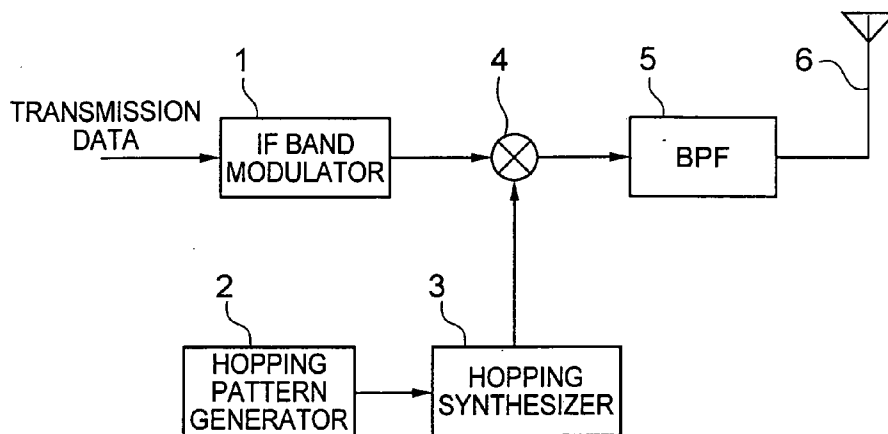 1
4
5
6
TRANSMISSION
DATA
IF BAND
MODULATOR
BPF
2
3
HOPPING
PATTERN
GENERATOR
HOPPING
SYNTHESIZER